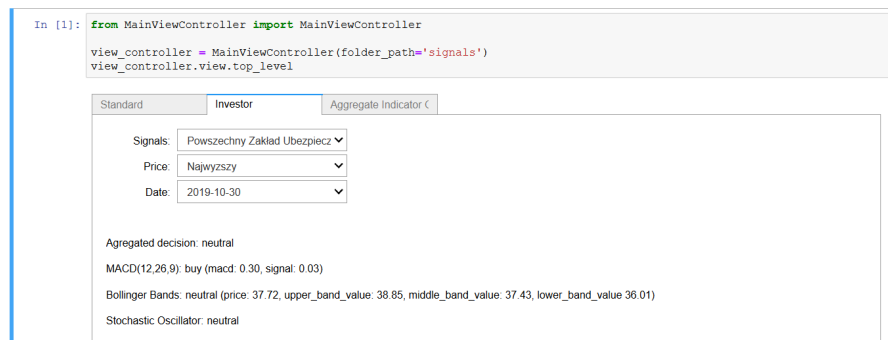 In [1]: from MainViewController import MainViewController
view_controller = MainViewController(folder_path='signals')
view_controller.view.top_level
Standard Investor Aggregate Indicator (
Signals: Powszechny Zakład Ubezpiecz
Price: Najwyzszy
Date: 2019-10-30
Agregated decision: neutral
MACD(12,26,9): buy (macd: 0.30, signal: 0.03)
Bollinger Bands: neutral (price: 37.72, upper_band_value: 38.85, middle_band_value: 37.43, lower_band_value 36.01)
Stochastic Oscillator: neutral